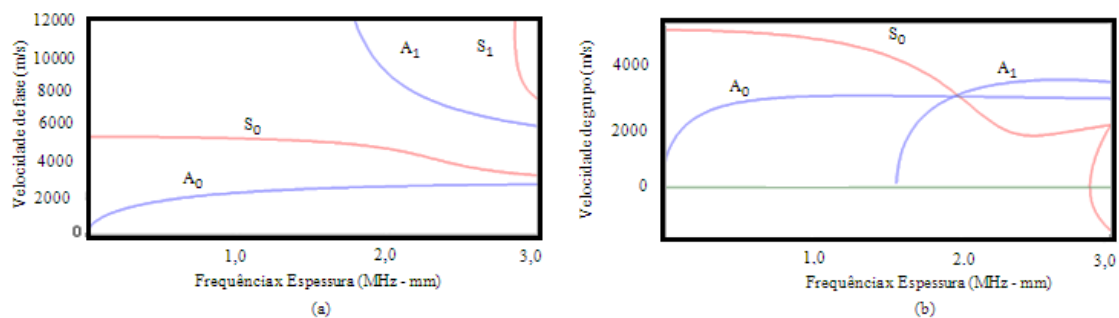 12000
10000
8000
6000
4000
2000
0
Velocidade de fase (m/s)
A1
S1
S0
A0
1,0
2,0
3,0
Frequência x Espessura (MHz - mm)
(a)
4000
2000
0
Velocidade de grupo (m/s)
S0
A1
A0
1,0
2.0
3,0
Frequência x Espessura (MHz - mm)
(b)